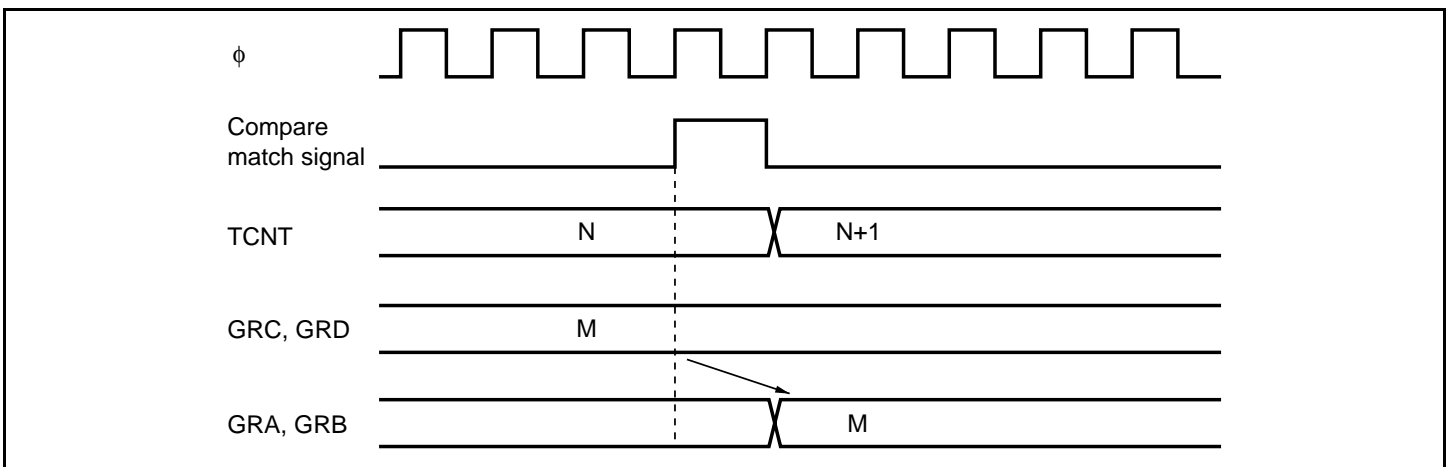 ϕ
Compare
match signal
TCNT
N
N+1
GRC, GRD
M
GRA, GRB
M